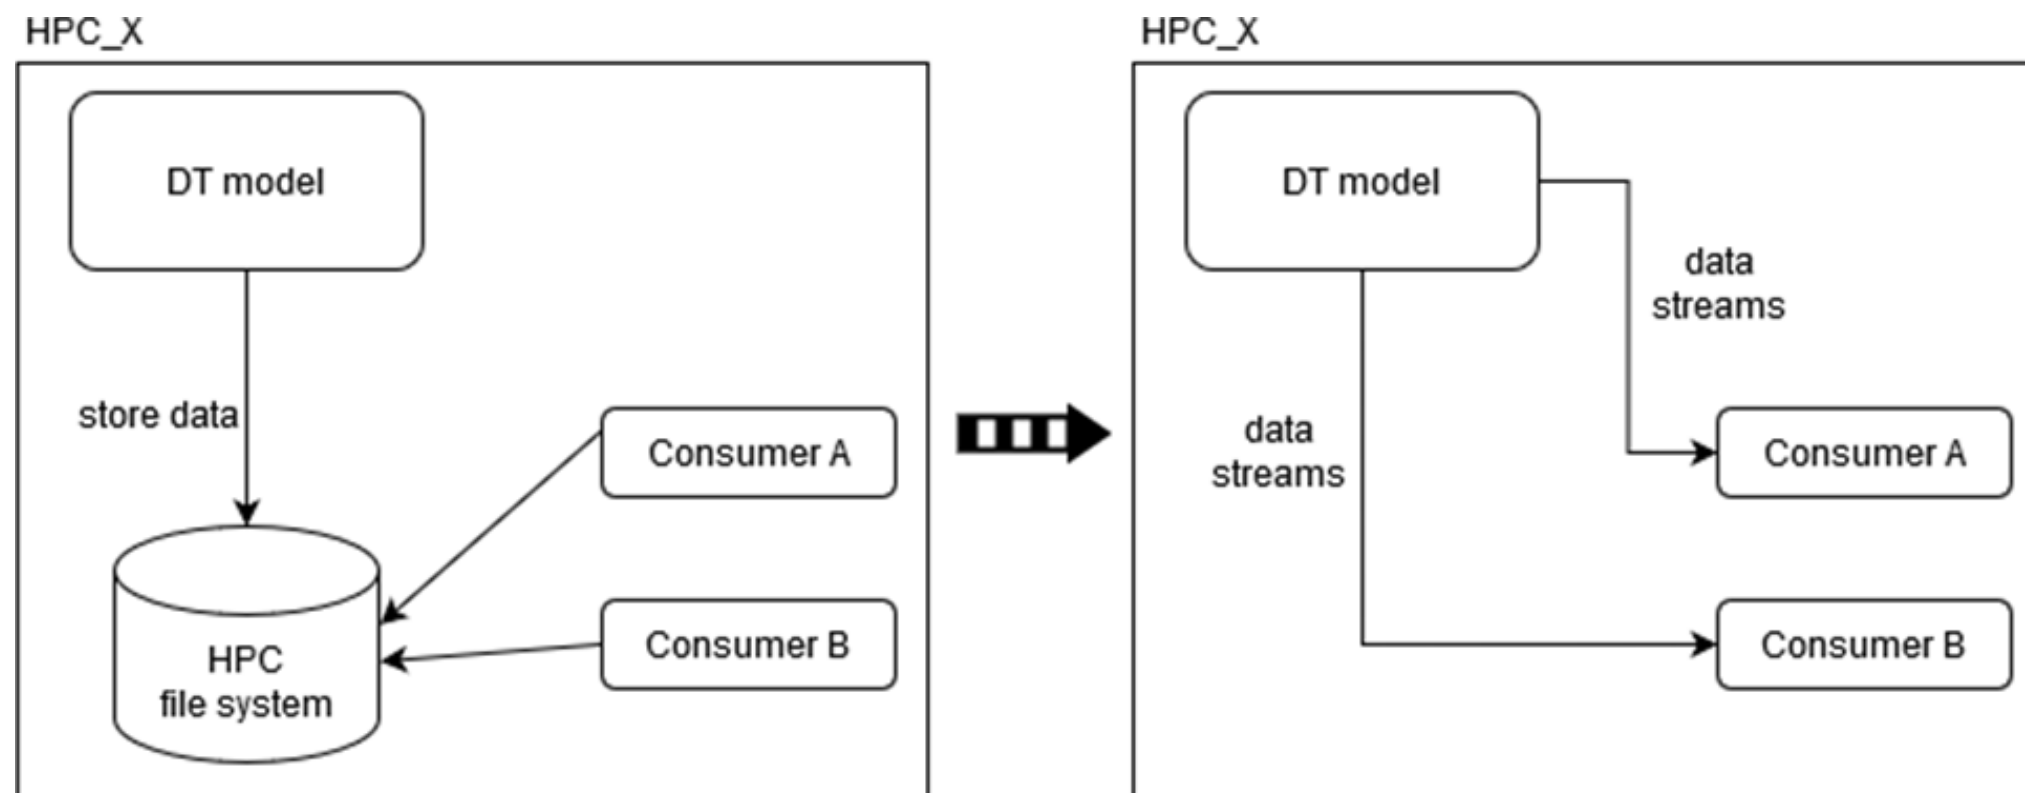 HPC_X
DT model
store data
Consumer A
Consumer B
HPC
file system
HPC_X
DT model
data
streams
data
streams
Consumer A
Consumer B